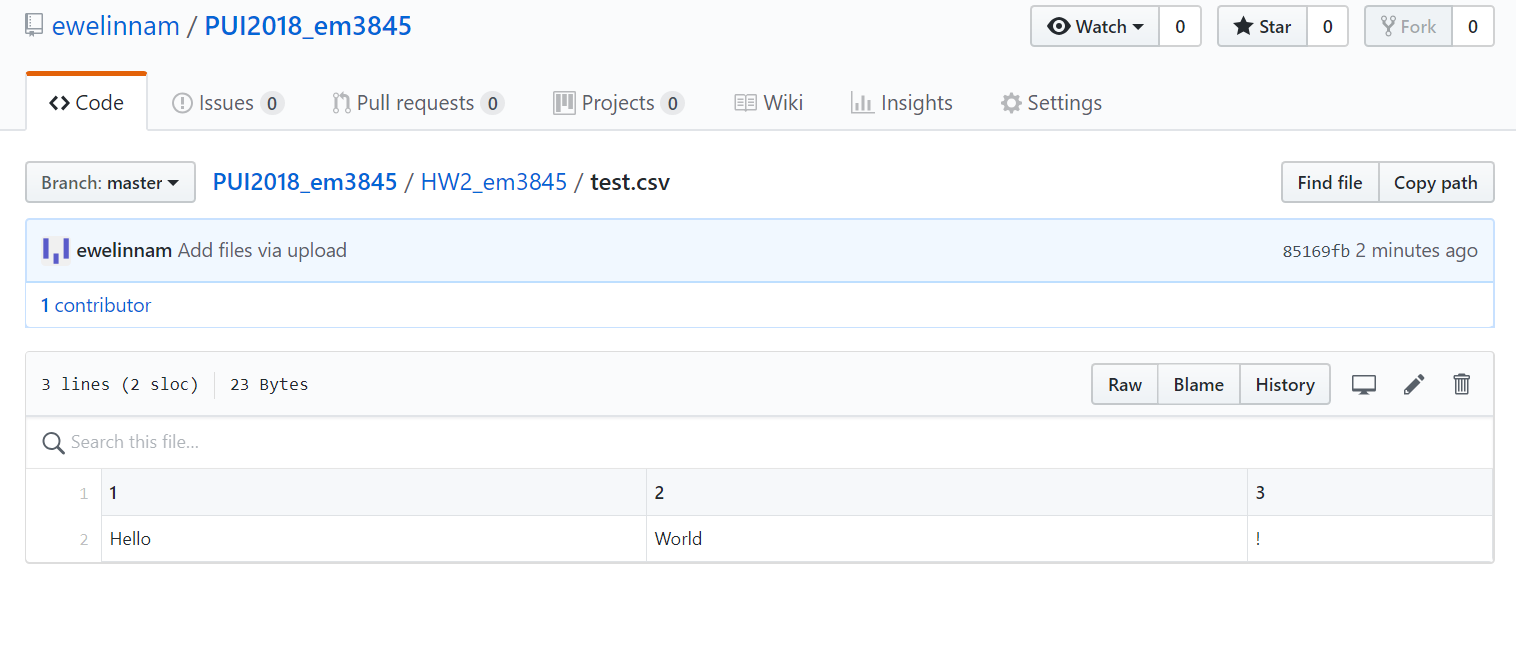 ewelinnam / PUI2018_em3845 Watch 0 Star 0 Fork 0
Code Issues 0 Pull requests 0 Projects 0 Wiki Insights Settings
Branch: master PUI2018_em3845 / HW2_em3845 / test.csv Find file Copy path
ewelinnam Add files via upload 85169fb 2 minutes ago
1 contributor
3 lines (2 sloc) 23 Bytes Raw Blame History
Search this file...
1 1 2 3
2 Hello World !